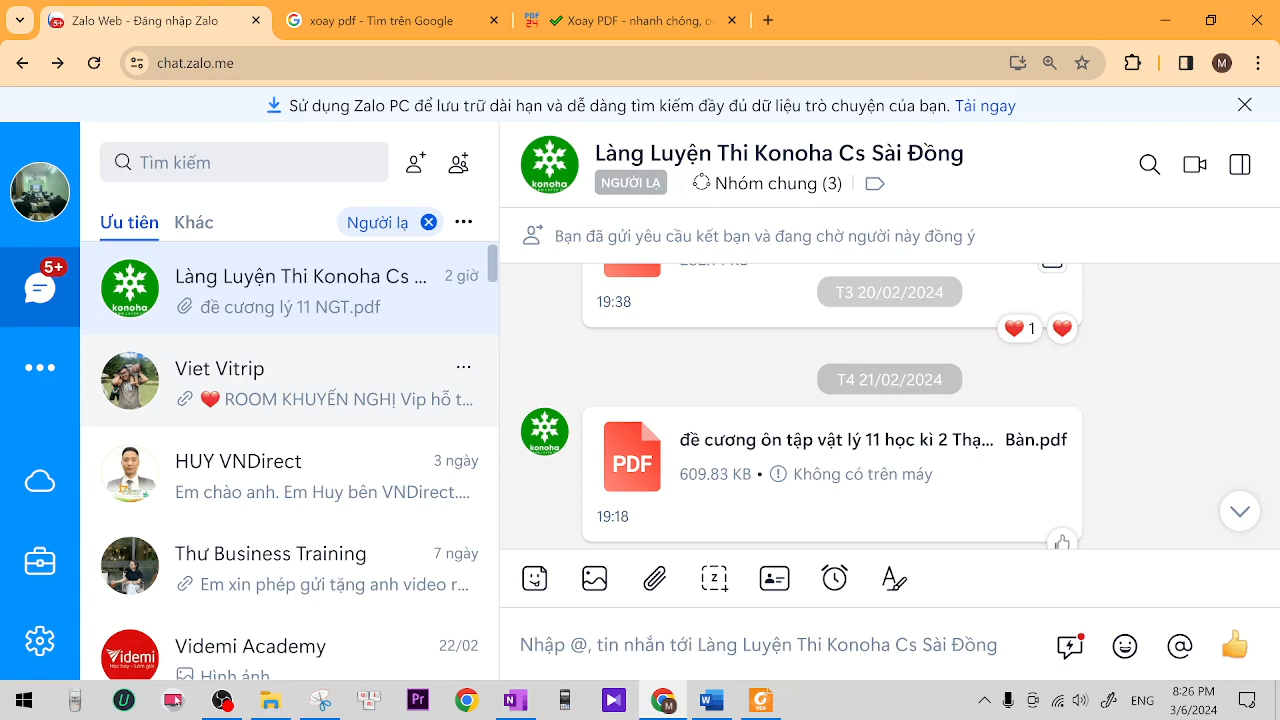 5+
Zalo Web - Đăng nhập Zalo
xoay pdf - Tìm trên Google
PDF 24
Xoay PDF - nhanh chóng, o
chat.zalo.me
M
Sử dụng Zalo PC để lưu trữ dài hạn và dễ dàng tìm kiếm đầy đủ dữ liệu trò chuyện của bạn. Tải ngay
Tìm kiếm
Ưu tiên
Khác
Người lạ
5+
konoha
Làng Luyện Thi Konoha Cs ...
2 giờ
đề cương lý 11 NGT.pdf
Viet Vitrip
ROOM KHUYẾN NGHỊ Vip hỗ t...
HUY VNDirect
3 ngày
Em chào anh. Em Huy bên VNDirect....
Thư Business Training
7 ngày
Em xin phép gửi tặng anh video r...
Videmi
Videmi Academy
22/02
Hình ảnh
konoha
Làng Luyện Thi Konoha Cs Sài Đồng
NGƯỜI LẠ
Nhóm chung (3)
Bạn đã gửi yêu cầu kết bạn và đang chờ người này đồng ý
19:38
T3 20/02/2024
1
T4 21/02/2024
konoha
PDF
đề cương ôn tập vật lý 11 học kì 2 Thạ... Bàn.pdf
609.83 KB • Không có trên máy
19:18
Nhập @, tin nhắn tới Làng Luyện Thi Konoha Cs Sài Đồng
ENG
8:26 PM
3/6/2024